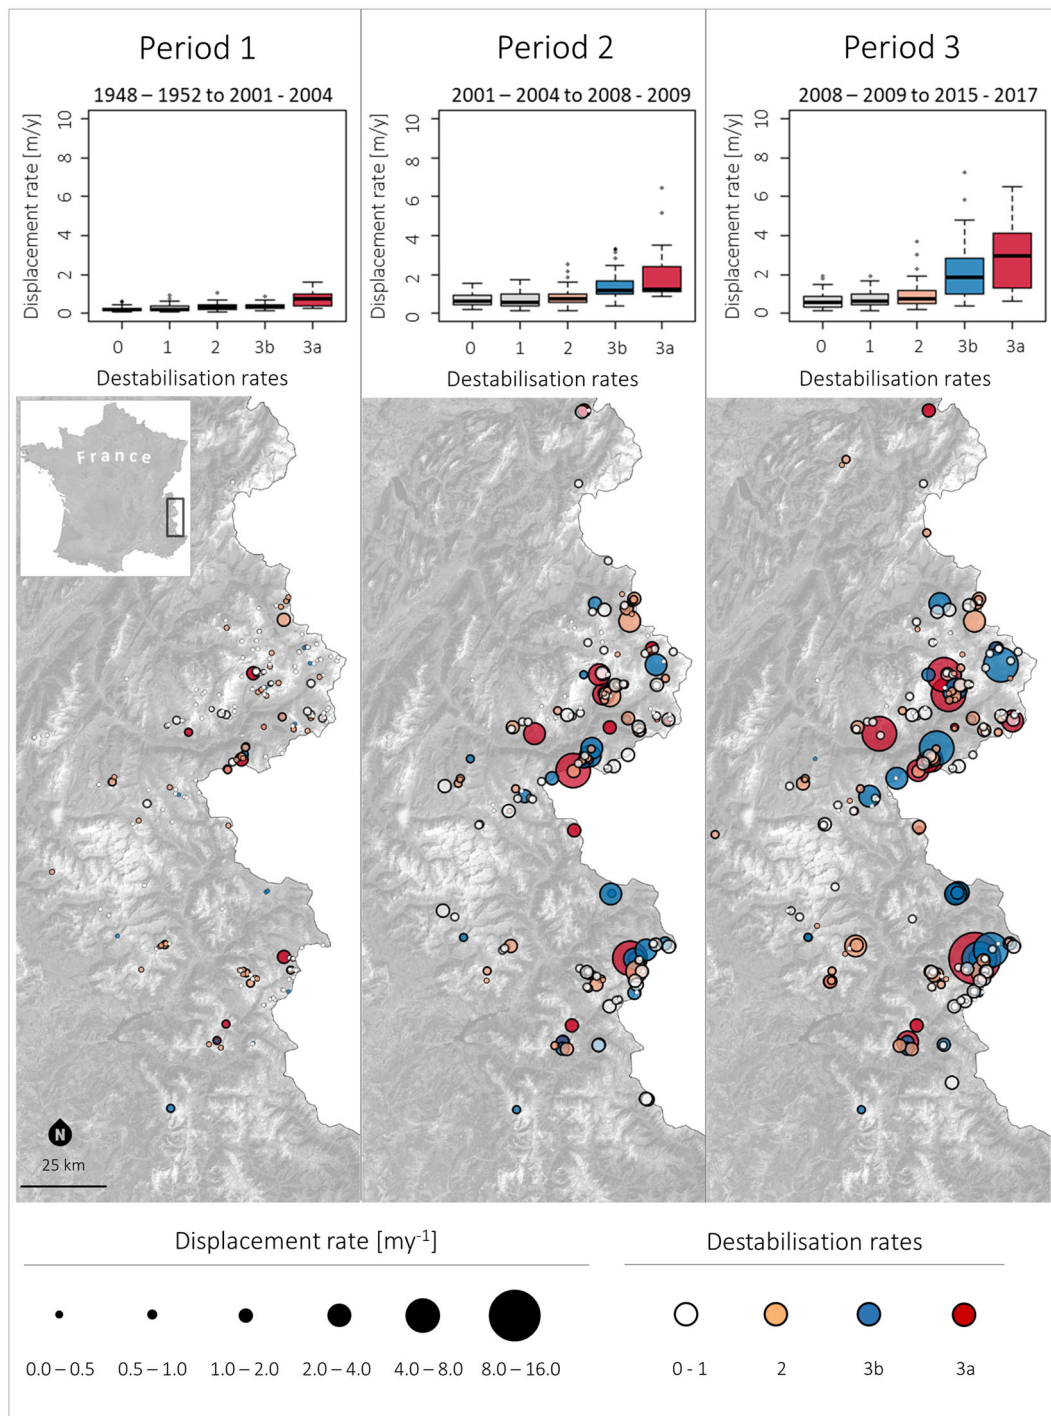 Period 1
Period 2
Period 3
1948 – 1952 to 2001 - 2004
2001 – 2004 to 2008 - 2009
2008 – 2009 to 2015 - 2017
Displacement rate [m/y]
0 2 4 6 8 10
0 1 2 3b 3a
Destabilisation rates
Displacement rate [m/y]
0 2 4 6 8 10
0 1 2 3b 3a
Destabilisation rates
Displacement rate [m/y]
0 2 4 6 8 10
0 1 2 3b 3a
Destabilisation rates
France
N
25 km
Displacement rate [my-1]
0.0 – 0.5 0.5 – 1.0 1.0 – 2.0 2.0 – 4.0 4.0 – 8.0 8.0 – 16.0
Destabilisation rates
0 - 1 2 3b 3a